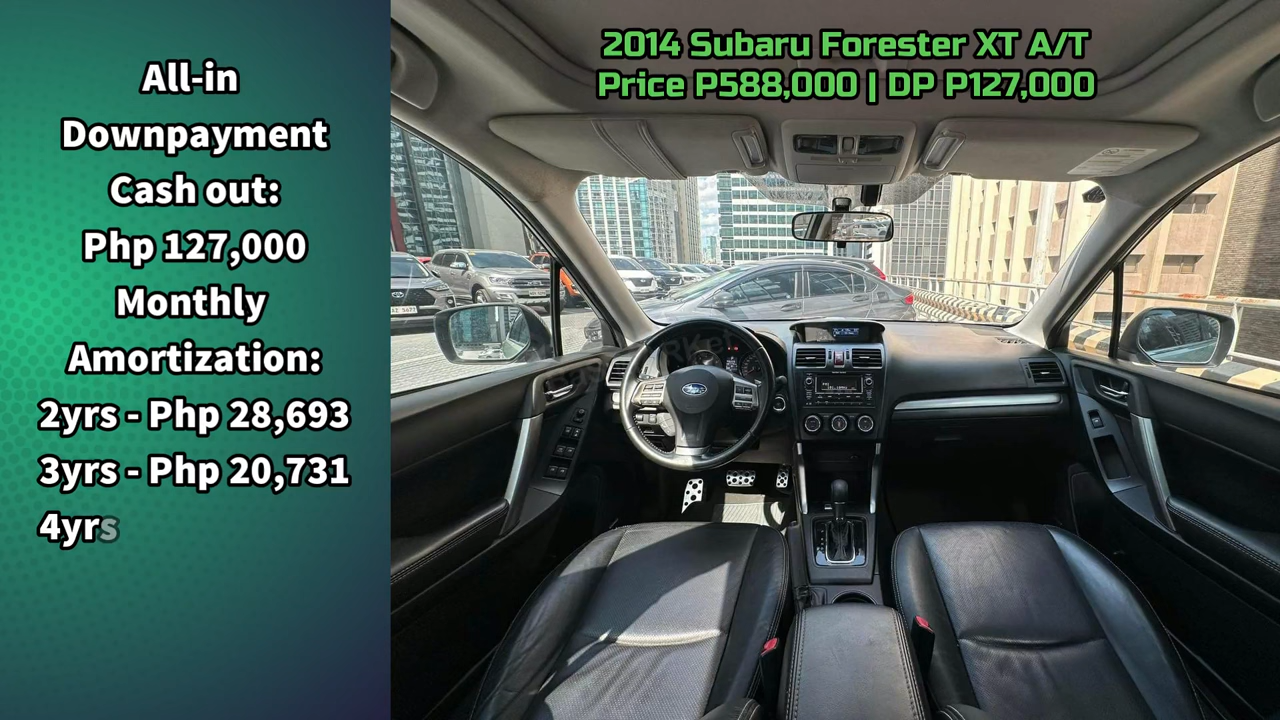 All-in
Downpayment
Cash out:
Php 127,000
Monthly
Amortization:
2yrs - Php 28,693
3yrs - Php 20,731
4yrs
2014 Subaru Forester XT A/T
Price P588,000 | DP P127,000